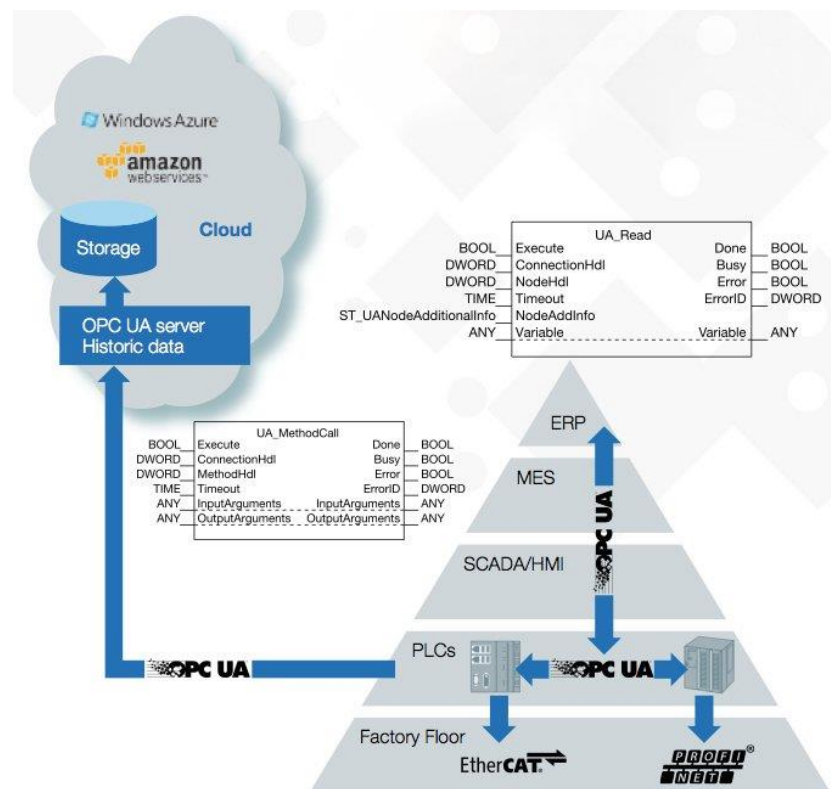 Windows Azure
amazon
webservices™
Cloud
Storage
OPC UA server
Historic data
UA_Read
BOOL Execute Done BOOL
DWORD ConnectionHdl Busy BOOL
DWORD NodeHdl Error BOOL
TIME Timeout ErrorID DWORD
ST_UANodeAdditionalInfo NodeAddInfo
ANY Variable Variable ANY
UA_MethodCall
BOOL Execute Done BOOL
DWORD ConnectionHdl Busy BOOL
DWORD MethodHdl Error BOOL
TIME Timeout ErrorID DWORD
ANY InputArguments InputArguments ANY
ANY OutputArguments OutputArguments ANY
ERP
MES
OPC UA
SCADA/HMI
PLCs
OPC UA
OPC UA
Factory Floor
EtherCAT®
PROFI®
NET